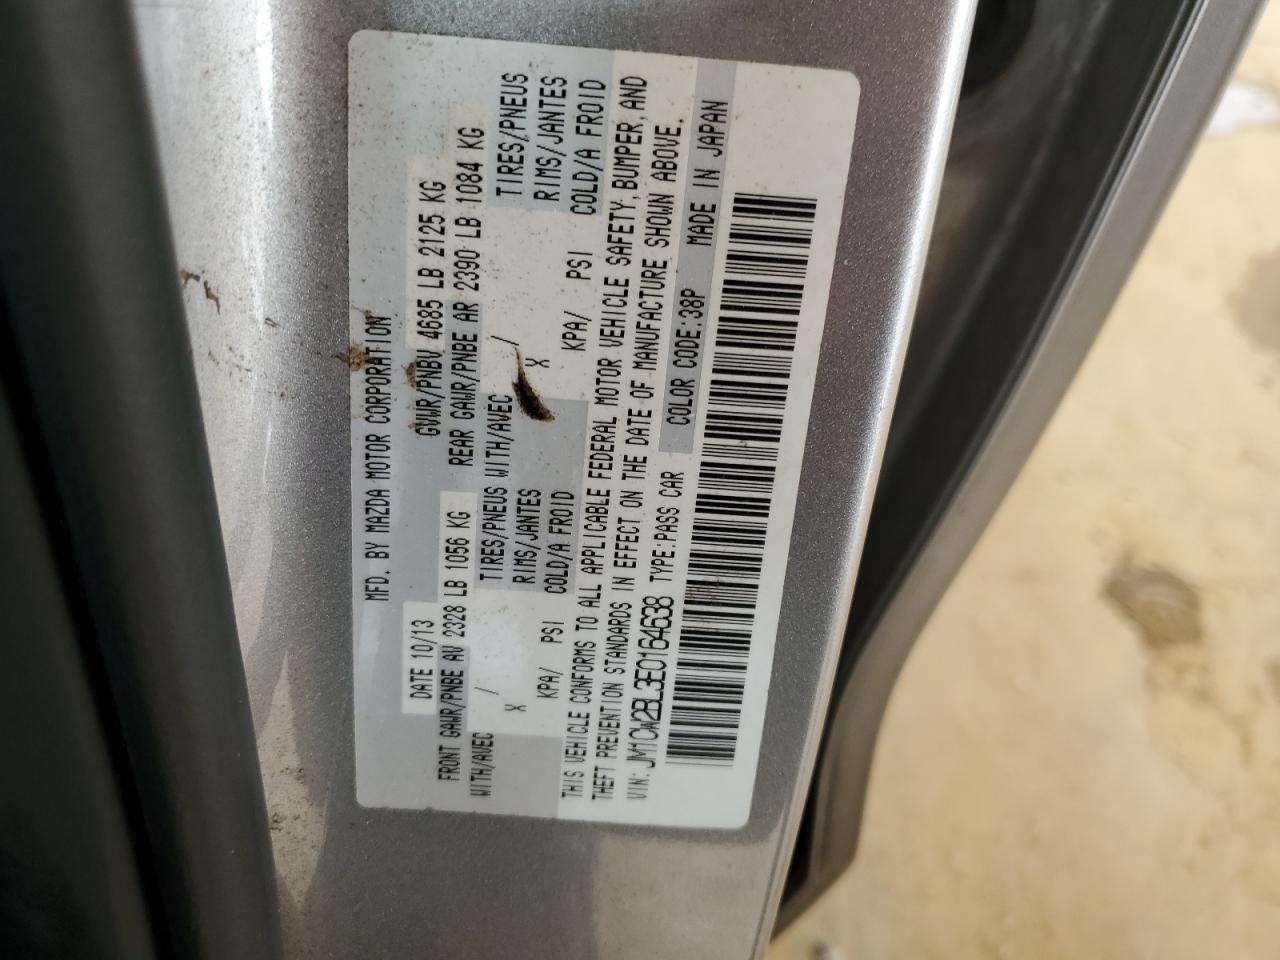 MFD. BY MAZDA MOTOR CORPORATION
DATE 10/13 GVWR/PNBV 4685 LB 2125 KG
FRONT GAWR/PNBE AV 2328 LB 1056 KG REAR GAWR/PNBE AR 2390 LB 1084 KG
WITH/AVEC / TIRES/PNEUS WITH/AVEC / TIRES/PNEUS
X RIMS/JANTES X RIMS/JANTES
KPA/ PSI COLD/A FROID KPA/ PSI COLD/A FROID
THIS VEHICLE CONFORMS TO ALL APPLICABLE FEDERAL MOTOR VEHICLE SAFETY, BUMPER, AND
THEFT PREVENTION STANDARDS IN EFFECT ON THE DATE OF MANUFACTURE SHOWN ABOVE.
VIN: JM1CW2BL3E0164638 TYPE:PASS CAR COLOR CODE:38P MADE IN JAPAN